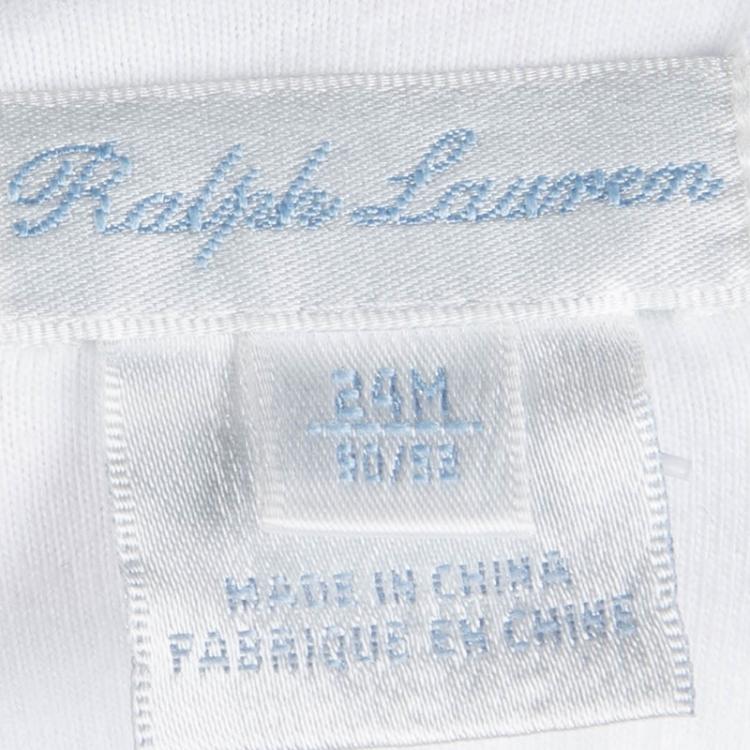 Ralph Lauren
24M
90/52
MADE IN CHINA
FABRIQUE EN CHINE